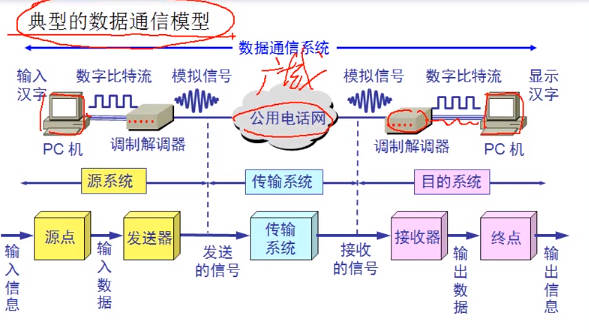 典型的数据通信模型
数据通信系统
输入
汉字
数字比特流
模拟信号
广域
模拟信号
数字比特流
显示
汉字
公用电话网
PC 机
调制解调器
调制解调器
PC 机
源系统
传输系统
目的系统
输入信息
源点
输入数据
发送器
发送
的信号
传输
系统
接收
的信号
接收器
输出数据
终点
输出信息